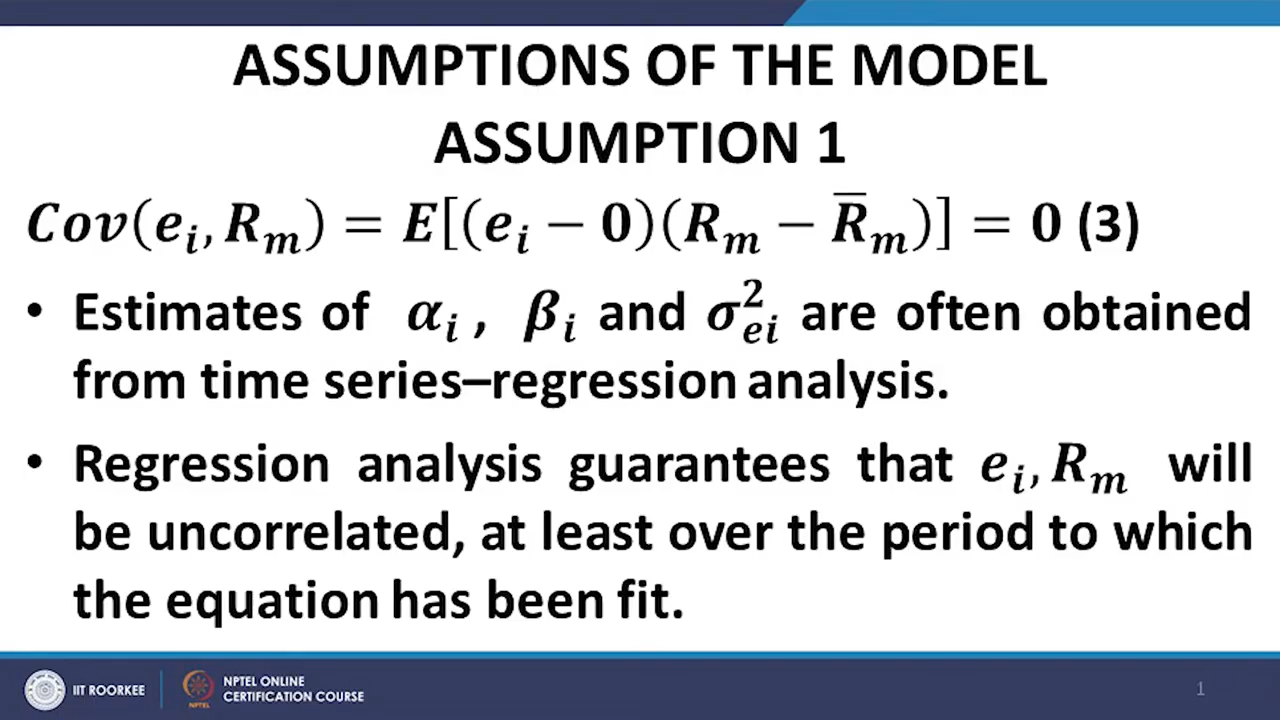 ASSUMPTIONS OF THE MODEL
ASSUMPTION 1
Cov(eᵢ, Rₘ) = E[(eᵢ − 0)(Rₘ − R̅ₘ)] = 0 (3)
• Estimates of αᵢ , βᵢ and σ²ₑᵢ are often obtained
from time series–regression analysis.
• Regression analysis guarantees that eᵢ, Rₘ will
be uncorrelated, at least over the period to which
the equation has been fit.
IIT ROORKEE
NPTEL ONLINE
CERTIFICATION COURSE
NPTEL
1